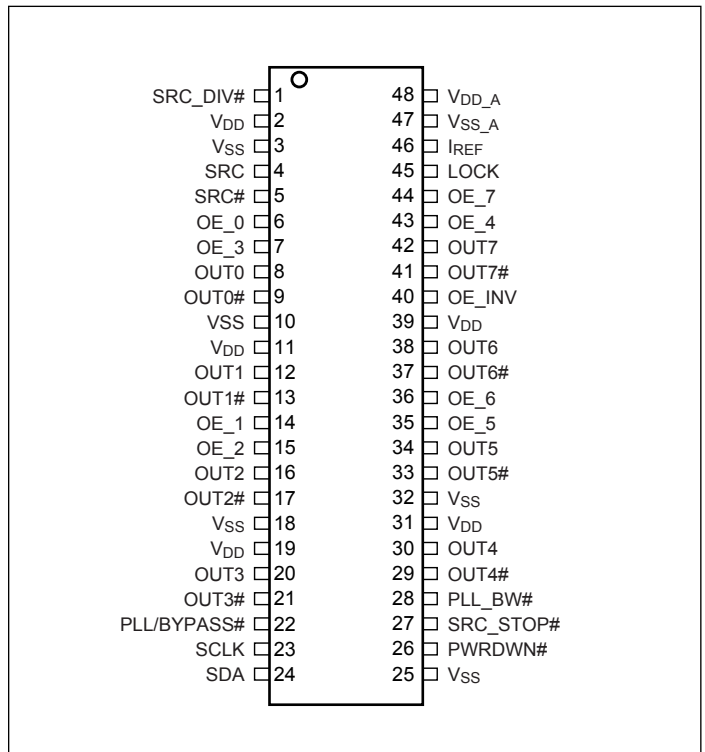 SRC_DIV# 1 48 VDD_A
VDD 2 47 VSS_A
VSS 3 46 IREF
SRC 4 45 LOCK
SRC# 5 44 OE_7
OE_0 6 43 OE_4
OE_3 7 42 OUT7
OUT0 8 41 OUT7#
OUT0# 9 40 OE_INV
VSS 10 39 VDD
VDD 11 38 OUT6
OUT1 12 37 OUT6#
OUT1# 13 36 OE_6
OE_1 14 35 OE_5
OE_2 15 34 OUT5
OUT2 16 33 OUT5#
OUT2# 17 32 VSS
VSS 18 31 VDD
VDD 19 30 OUT4
OUT3 20 29 OUT4#
OUT3# 21 28 PLL_BW#
PLL/BYPASS# 22 27 SRC_STOP#
SCLK 23 26 PWRDWN#
SDA 24 25 VSS